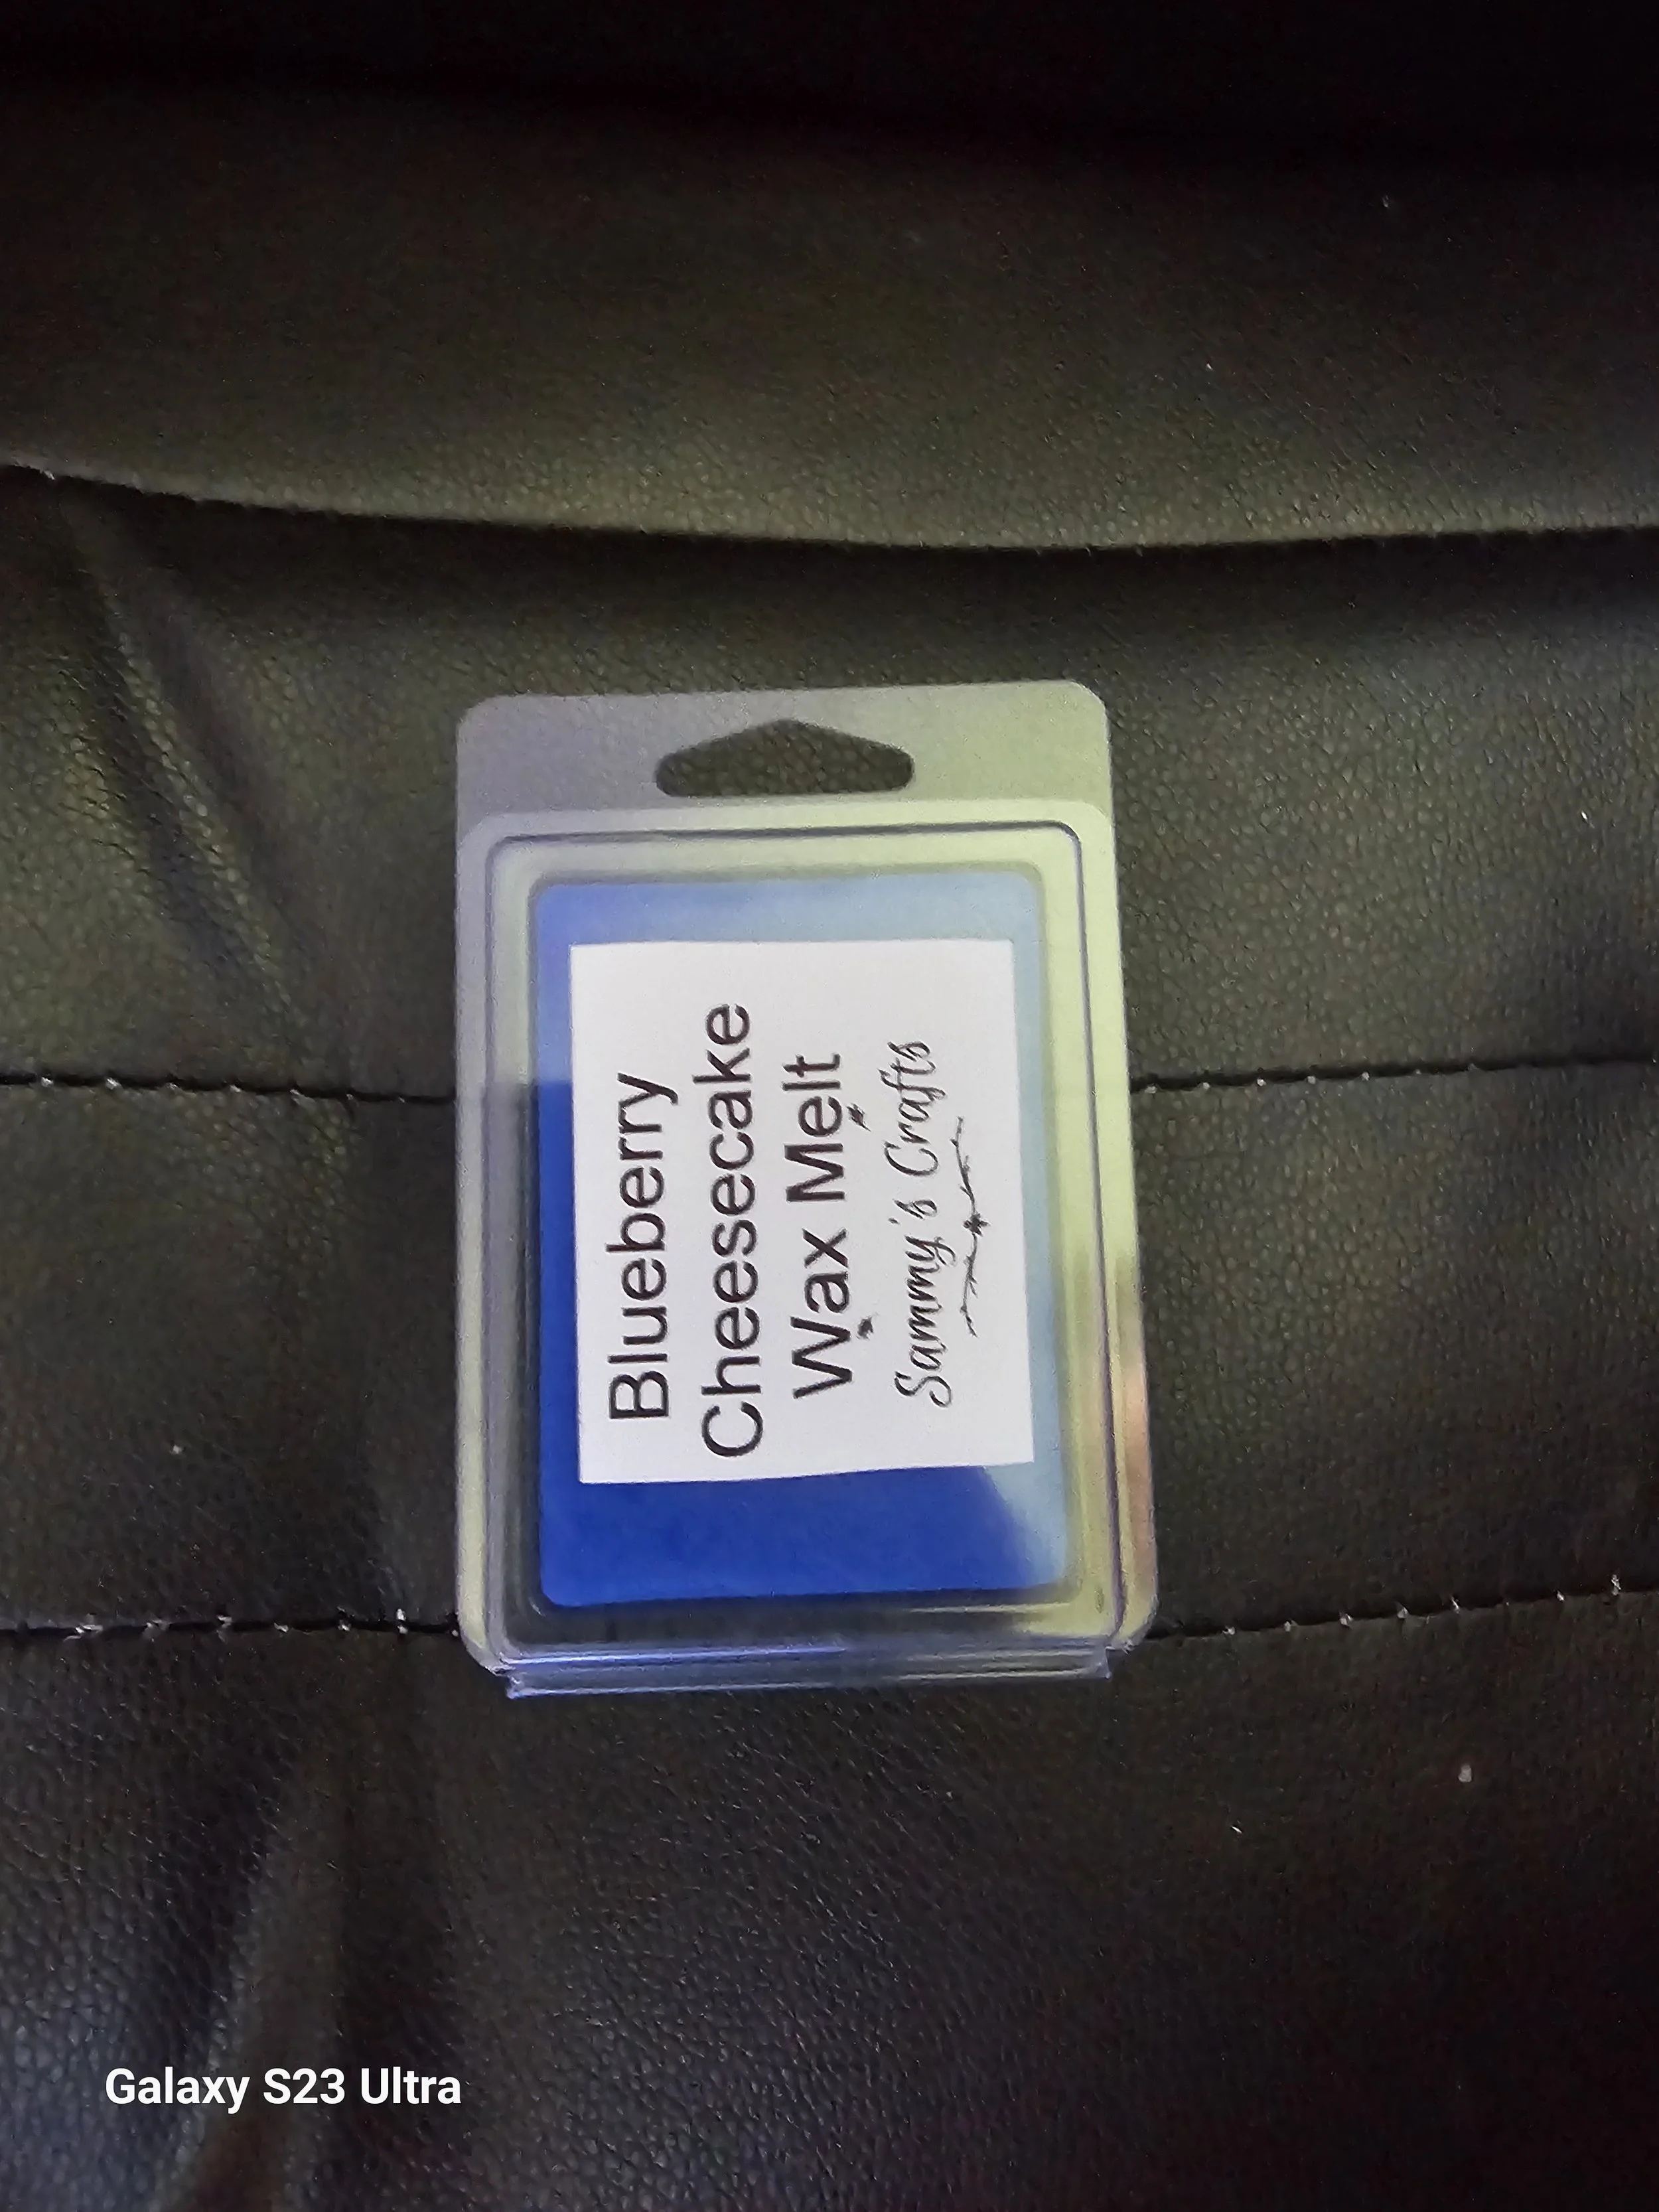 Blueberry
Cheesecake
Wax Melt
Sammy's Crafts
Galaxy S23 Ultra